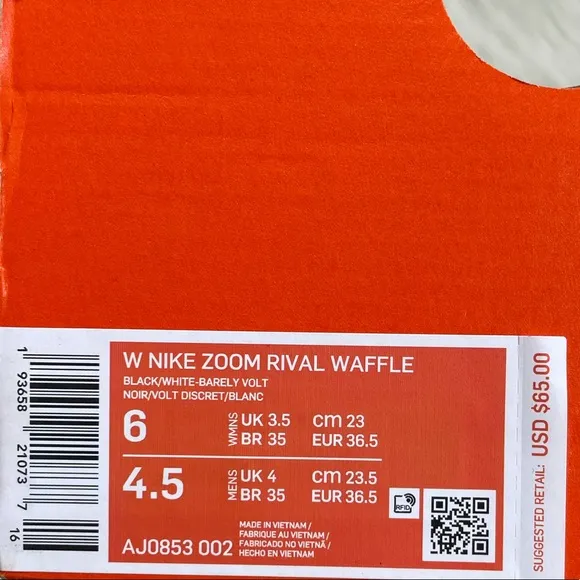 W NIKE ZOOM RIVAL WAFFLE
BLACK/WHITE-BARELY VOLT
NOIR/VOLT DISCRET/BLANC
6 WMNS UK 3.5 cm 23
BR 35 EUR 36.5
4.5 MENS UK 4 cm 23.5
BR 35 EUR 36.5
MADE IN VIETNAM /
FABRIQUE AU VIETNAM /
FABRICADO NO VIETNÃ /
HECHO EN VIETNAM
AJ0853 002
RFID
1 93658 21073 7 16
SUGGESTED RETAIL: USD $65.00